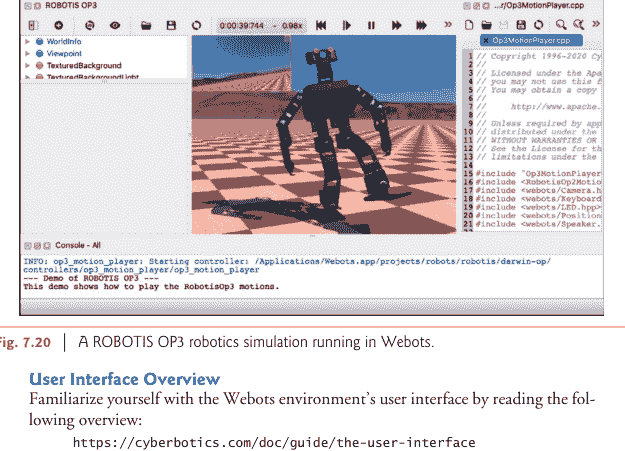 ROBOTIS OP3
0:00:39:744 - 0.98x
.../Op3MotionPlayer.cpp
Op3MotionPlayer.cpp
WorldInfo
Viewpoint
TexturedBackground
TexturedBackgroundLight
1 // Copyright 1996-2020 Cy
2 //
3 // Licensed under the Apa
4 // you may not use this f
5 // You may obtain a copy
6 //
7 //     http://www.apache.
8 //
9 // Unless required by app
10 // distributed under the
11 // WITHOUT WARRANTIES OR
12 // See the License for th
13 // limitations under the
14
15 #include "Op3MotionPlayer
16 #include <RobotisOp2Motio
17 #include <webots/Camera.h
18 #include <webots/Keyboard
19 #include <webots/LED.hpp>
20 #include <webots/Position
21 #include <webots/Speaker.
Console - All
INFO: op3_motion_player: Starting controller: /Applications/Webots.app/projects/robots/robotis/darwin-op/
controllers/op3_motion_player/op3_motion_player
--- Demo of ROBOTIS OP3 ---
This demo shows how to play the RobotisOp3 motions.
Fig. 7.20 | A ROBOTIS OP3 robotics simulation running in Webots.
User Interface Overview
Familiarize yourself with the Webots environment's user interface by reading the fol-
lowing overview:
https://cyberbotics.com/doc/guide/the-user-interface